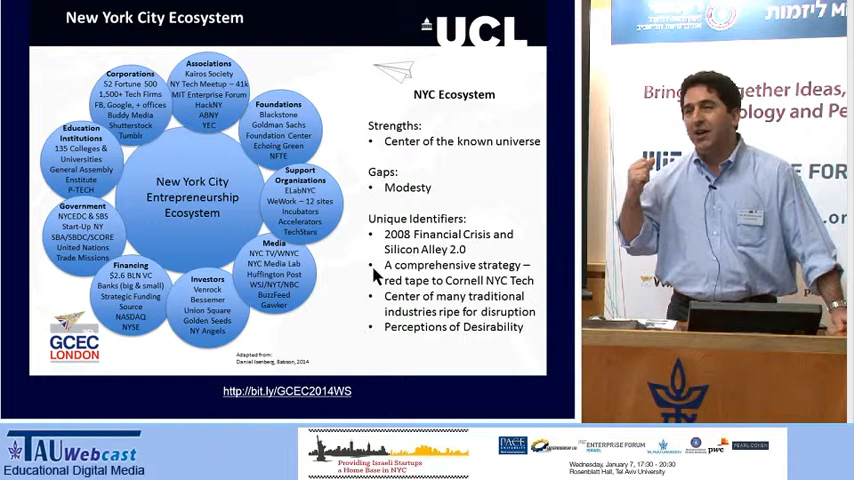 New York City Ecosystem
UCL
Associations
Kairos Society
NY Tech Meetup – 41k
MIT Enterprise Forum
HackNY
ABNY
YEC
Corporations
52 Fortune 500
1,500+ Tech Firms
FB, Google, + offices
Buddy Media
Shutterstock
Tumblr
Foundations
Blackstone
Goldman Sachs
Foundation Center
Echoing Green
NFTE
Education
Institutions
135 Colleges &
Universities
General Assembly
Enstitute
P-TECH
Support
Organizations
ELabNYC
WeWork – 12 sites
Incubators
Accelerators
TechStars
New York City
Entrepreneurship
Ecosystem
Government
NYCEDC & SBS
Start-Up NY
SBA/SBDC/SCORE
United Nations
Trade Missions
Media
NYC TV/WNYC
NYC Media Lab
Huffington Post
WSJ/NYT/NBC
BuzzFeed
Gawker
Financing
$2.6 BLN VC
Banks (big & small)
Strategic Funding
Source
NASDAQ
NYSE
Investors
Venrock
Bessemer
Union Square
Golden Seeds
NY Angels
NYC Ecosystem
Strengths:
• Center of the known universe
Gaps:
• Modesty
Unique Identifiers:
• 2008 Financial Crisis and
Silicon Alley 2.0
• A comprehensive strategy –
red tape to Cornell NYC Tech
• Center of many traditional
industries ripe for disruption
• Perceptions of Desirability
GCEC
LONDON
Adapted from:
Daniel Isenberg, Babson, 2014
http://bit.ly/GCEC2014WS
ליזמות
Ideas,
TAUWebcast
Educational Digital Media
Providing Israeli Startups
a Home Base in NYC
PACE
ENTERPRISE FORUM
pwc
PEARL COHEN
Wednesday, January 7, 17:30 - 20:30
Rosenblatt Hall, Tel Aviv University